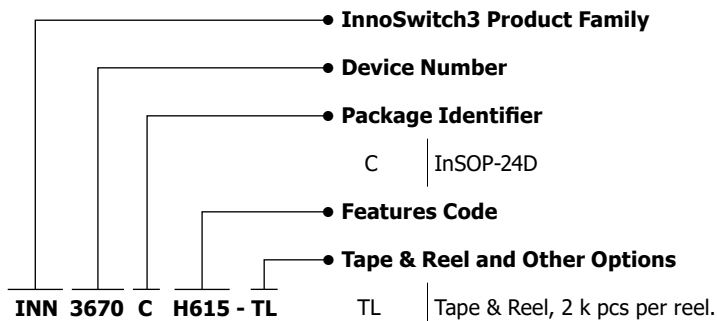 InnoSwitch3 Product Family
Device Number
Package Identifier
C InSOP-24D
Features Code
Tape & Reel and Other Options
INN 3670 C H615 - TL TL Tape & Reel, 2 k pcs per reel.